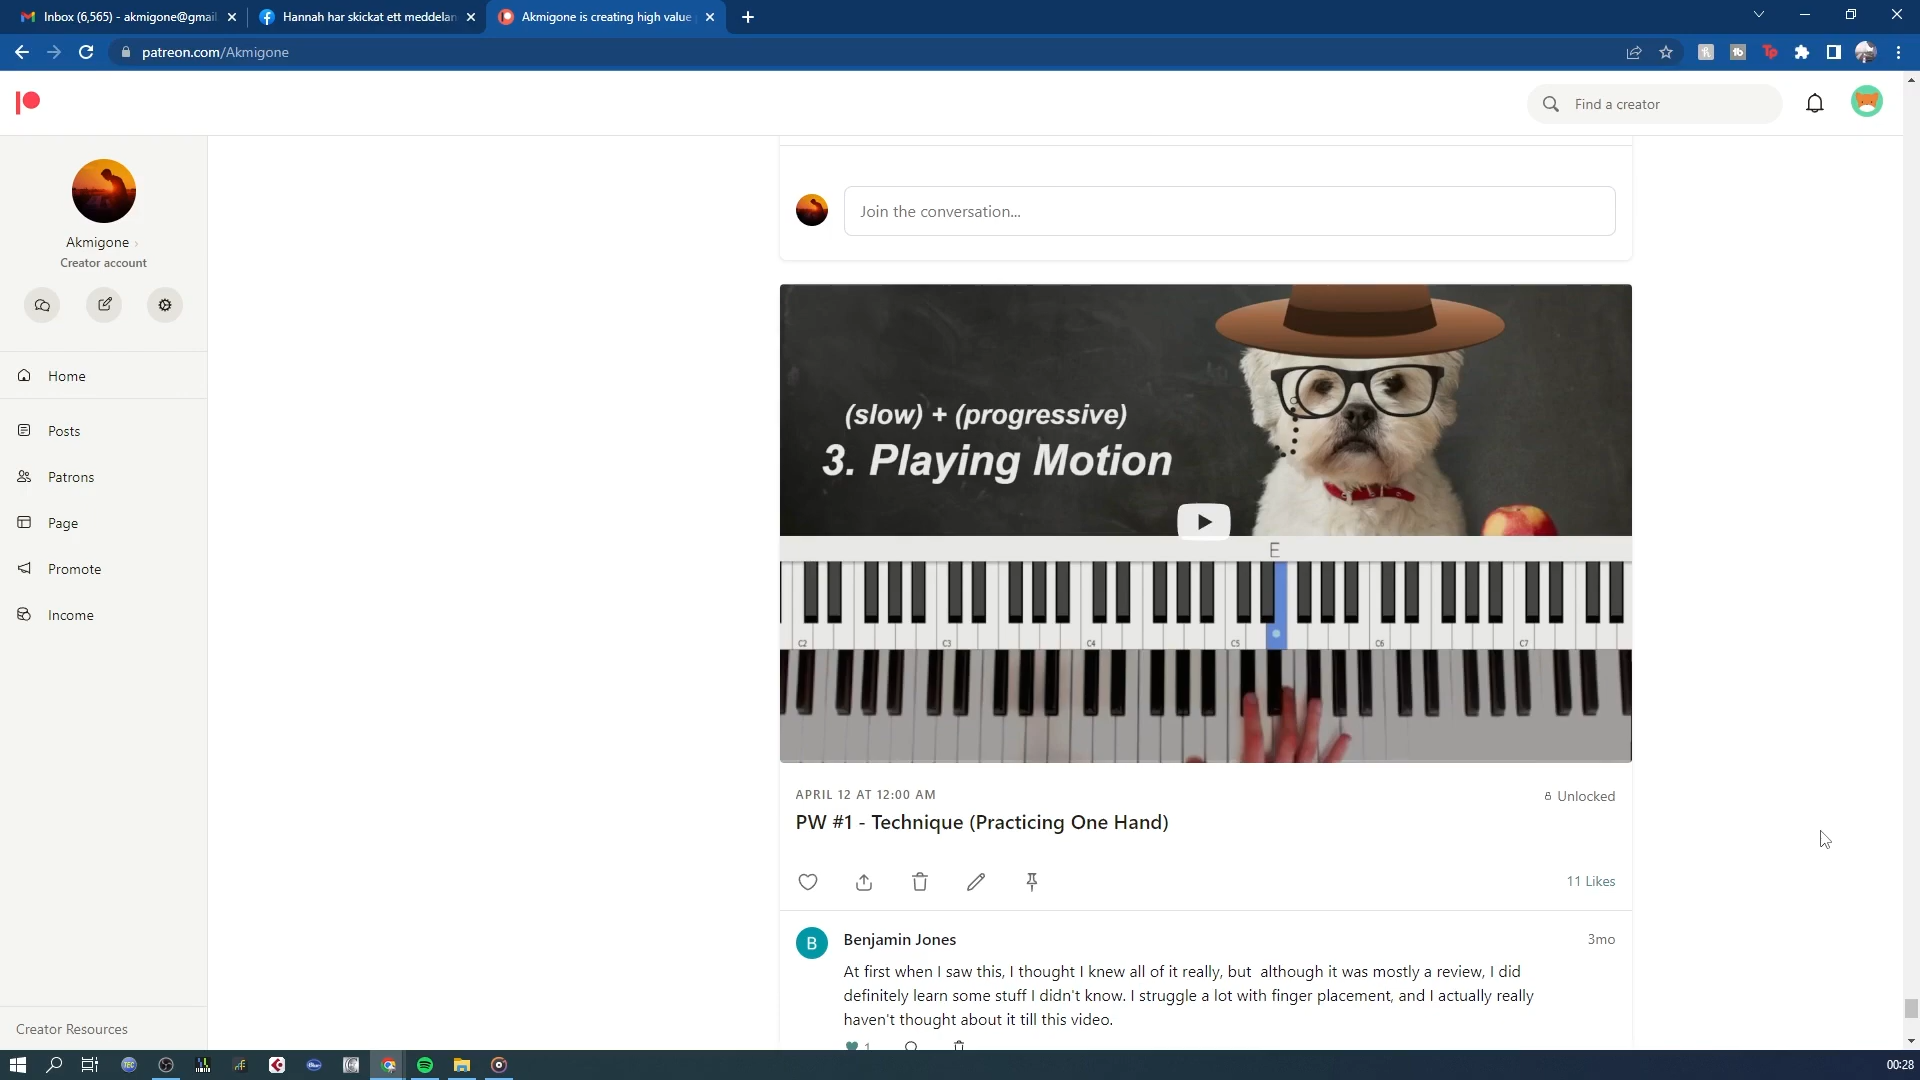 Inbox (6,565) - akmigone@gmail
Hannah har skickat ett meddelan
Akmigone is creating high value
patreon.com/Akmigone
Find a creator
Akmigone
Creator account
Home
Posts
Patrons
Page
Promote
Income
Creator Resources
Join the conversation...
(slow) + (progressive)
3. Playing Motion
E
C2 C3 C4 C5 C6 C7
APRIL 12 AT 12:00 AM
Unlocked
PW #1 - Technique (Practicing One Hand)
11 Likes
B
Benjamin Jones
3mo
At first when I saw this, I thought I knew all of it really, but although it was mostly a review, I did
definitely learn some stuff I didn't know. I struggle a lot with finger placement, and I actually really
haven't thought about it till this video.
1
00:28